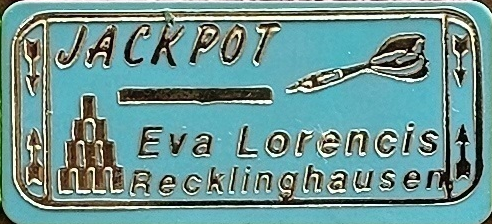 JACKPOT
Eva Lorencis
Recklinghausen